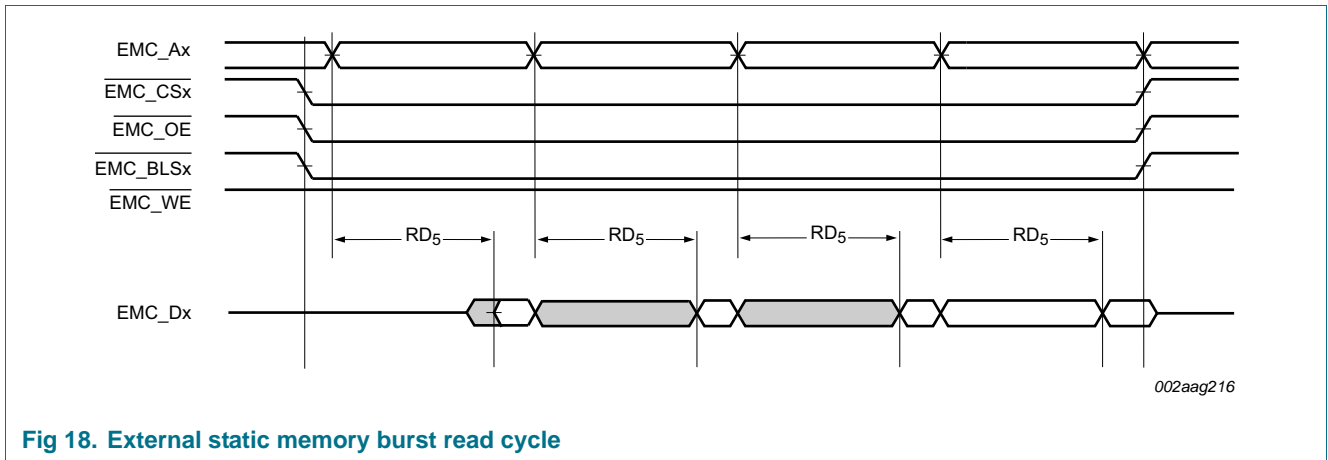 EMC_Ax
EMC_CSx
EMC_OE
EMC_BLSx
EMC_WE
RD5 RD5 RD5 RD5
EMC_Dx
002aag216
Fig 18. External static memory burst read cycle